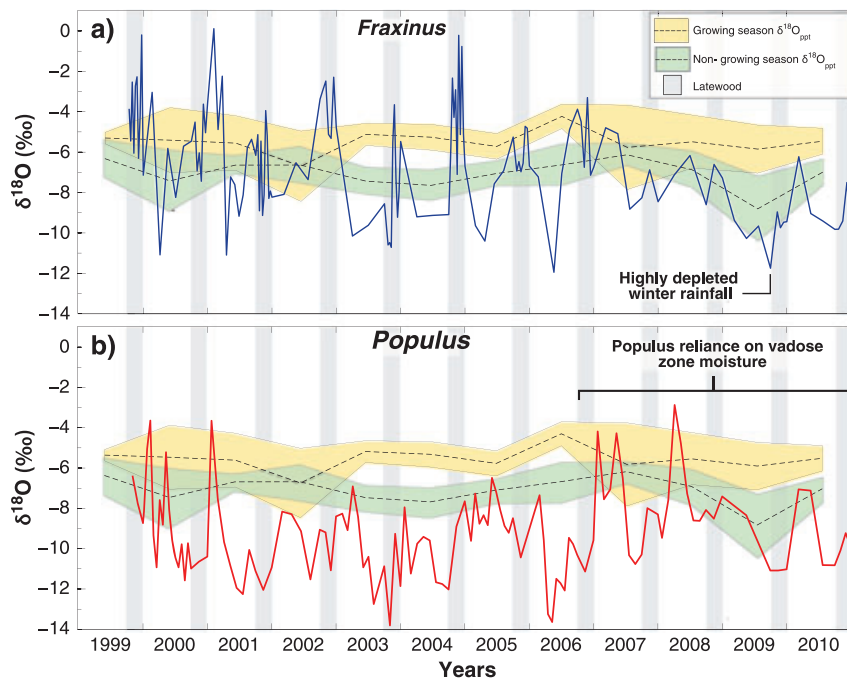 a)
Fraxinus
Growing season δ18Oppt
Non- growing season δ18Oppt
Latewood
0
−2
−4
−6
−8
−10
−12
−14
δ18O (‰)
Highly depleted
winter rainfall
b)
Populus
Populus reliance on vadose
zone moisture
0
−2
−4
−6
−8
−10
−12
−14
δ18O (‰)
1999 2000 2001 2002 2003 2004 2005 2006 2007 2008 2009 2010
Years